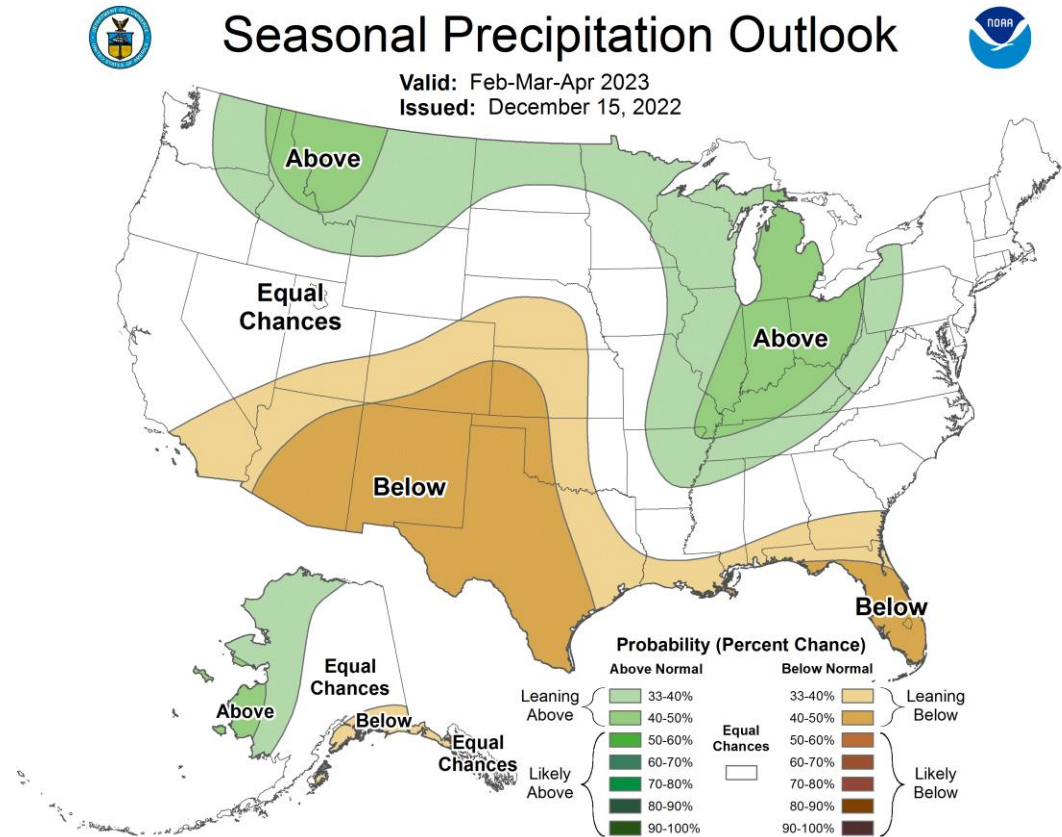 Seasonal Precipitation Outlook
NOAA
Valid: Feb-Mar-Apr 2023
Issued: December 15, 2022
Above
Equal
Chances
Above
Below
Below
Equal
Chances
Above
Below
Equal
Chances
Probability (Percent Chance)
Above Normal
Below Normal
Leaning
Above
33-40%
40-50%
50-60%
60-70%
70-80%
80-90%
90-100%
Likely
Above
Equal
Chances
33-40%
40-50%
50-60%
60-70%
70-80%
80-90%
90-100%
Leaning
Below
Likely
Below